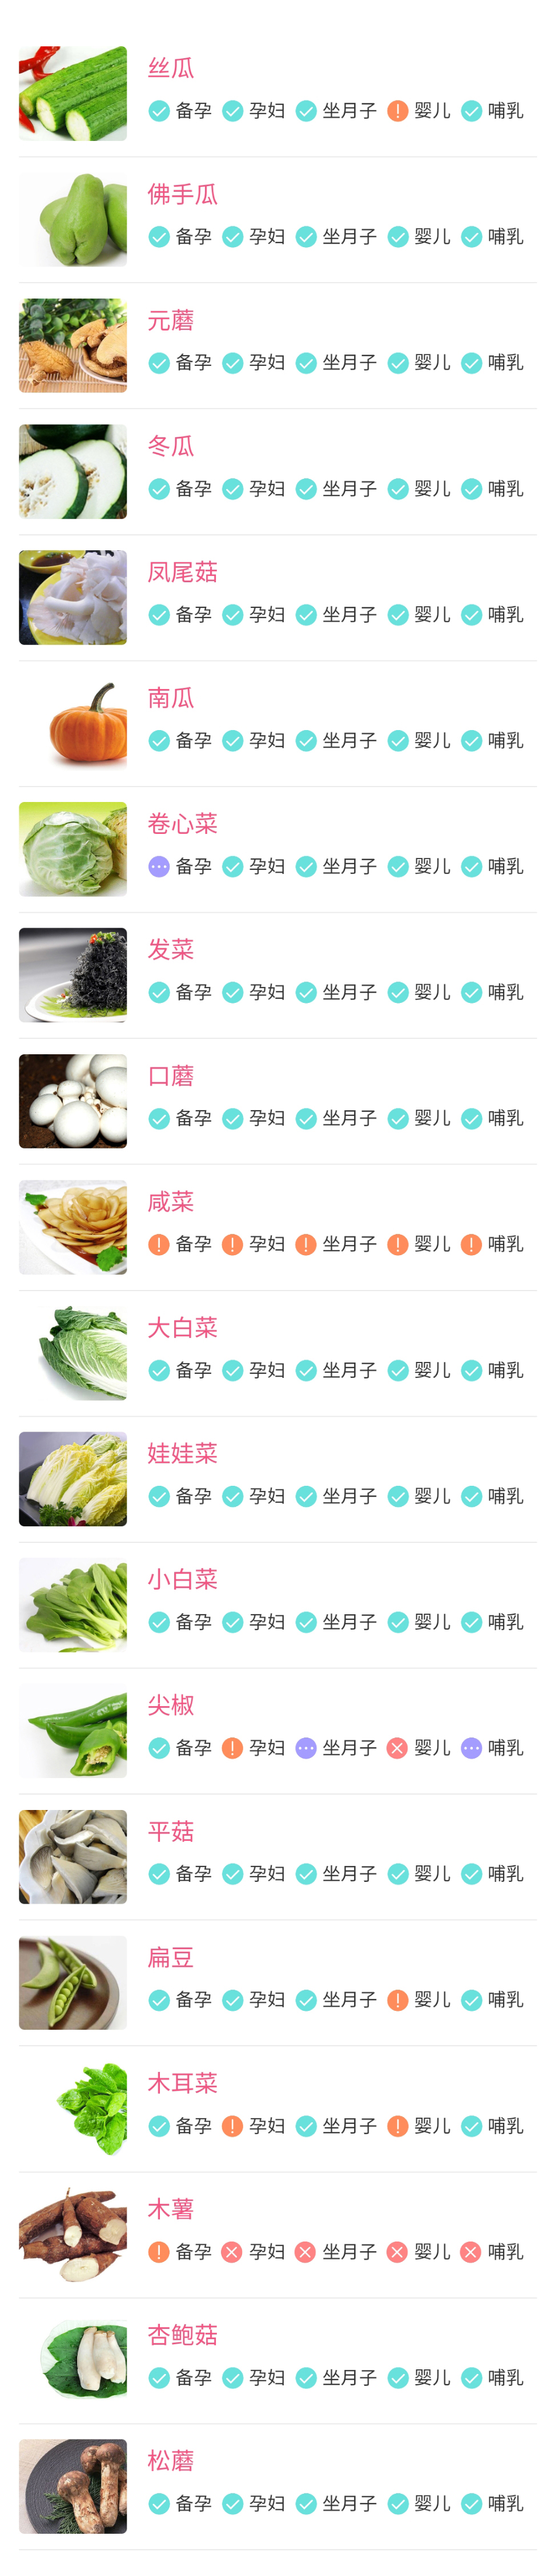 丝瓜
备孕 孕妇 坐月子 婴儿 哺乳
佛手瓜
备孕 孕妇 坐月子 婴儿 哺乳
元蘑
备孕 孕妇 坐月子 婴儿 哺乳
冬瓜
备孕 孕妇 坐月子 婴儿 哺乳
凤尾菇
备孕 孕妇 坐月子 婴儿 哺乳
南瓜
备孕 孕妇 坐月子 婴儿 哺乳
卷心菜
备孕 孕妇 坐月子 婴儿 哺乳
发菜
备孕 孕妇 坐月子 婴儿 哺乳
口蘑
备孕 孕妇 坐月子 婴儿 哺乳
咸菜
备孕 孕妇 坐月子 婴儿 哺乳
大白菜
备孕 孕妇 坐月子 婴儿 哺乳
娃娃菜
备孕 孕妇 坐月子 婴儿 哺乳
小白菜
备孕 孕妇 坐月子 婴儿 哺乳
尖椒
备孕 孕妇 坐月子 婴儿 哺乳
平菇
备孕 孕妇 坐月子 婴儿 哺乳
扁豆
备孕 孕妇 坐月子 婴儿 哺乳
木耳菜
备孕 孕妇 坐月子 婴儿 哺乳
木薯
备孕 孕妇 坐月子 婴儿 哺乳
杏鲍菇
备孕 孕妇 坐月子 婴儿 哺乳
松蘑
备孕 孕妇 坐月子 婴儿 哺乳